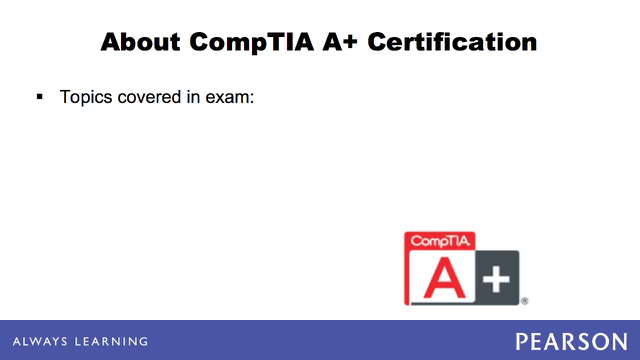 About CompTIA A+ Certification
▪ Topics covered in exam:
CompTIA.
A+
®
ALWAYS LEARNING
PEARSON